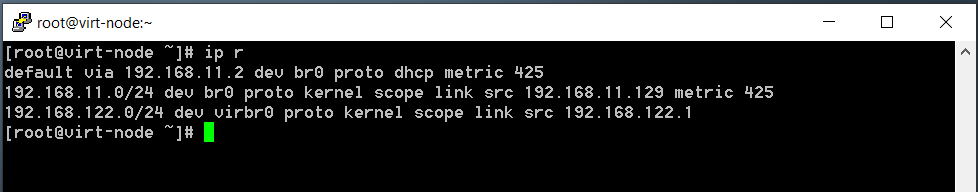 root@virt-node:~
[root@virt-node ~]# ip r
default via 192.168.11.2 dev br0 proto dhcp metric 425
192.168.11.0/24 dev br0 proto kernel scope link src 192.168.11.129 metric 425
192.168.122.0/24 dev virbr0 proto kernel scope link src 192.168.122.1
[root@virt-node ~]#